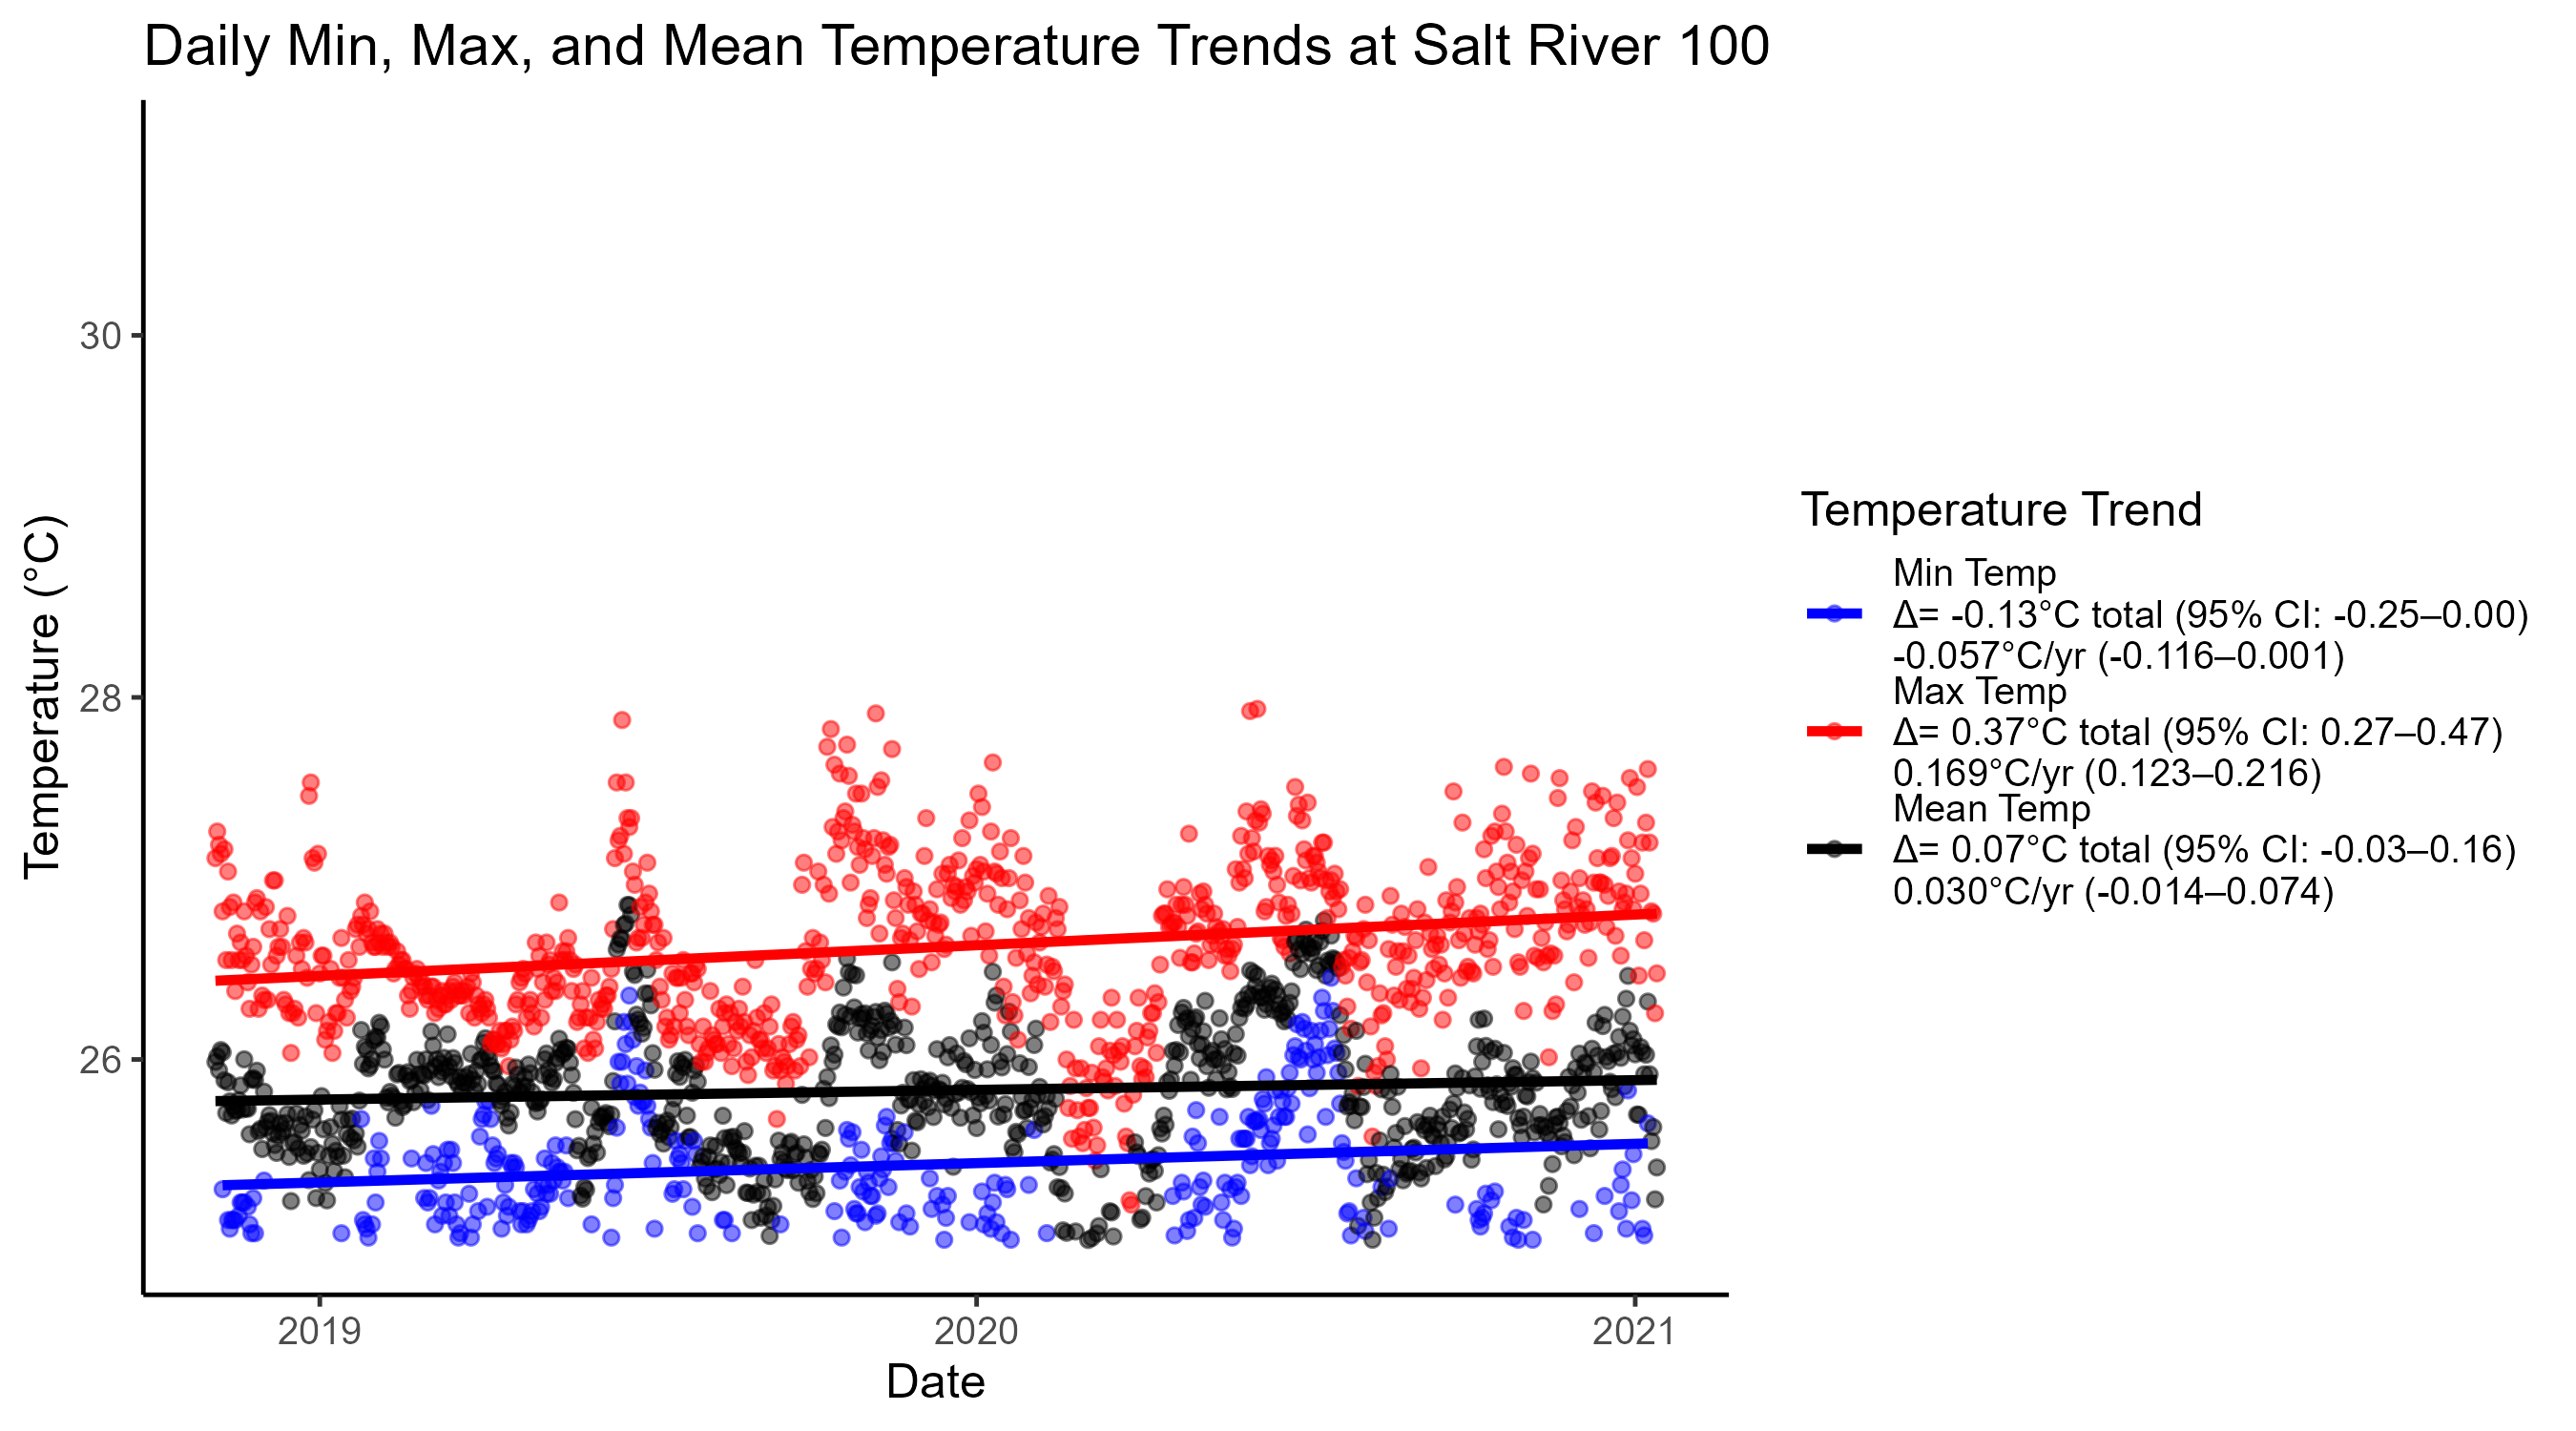 Daily Min, Max, and Mean Temperature Trends at Salt River 100
Temperature (°C)
30
28
26
2019
2020
2021
Date
Temperature Trend
Min Temp
Δ= -0.13°C total (95% CI: -0.25–0.00)
-0.057°C/yr (-0.116–0.001)
Max Temp
Δ= 0.37°C total (95% CI: 0.27–0.47)
0.169°C/yr (0.123–0.216)
Mean Temp
Δ= 0.07°C total (95% CI: -0.03–0.16)
0.030°C/yr (-0.014–0.074)